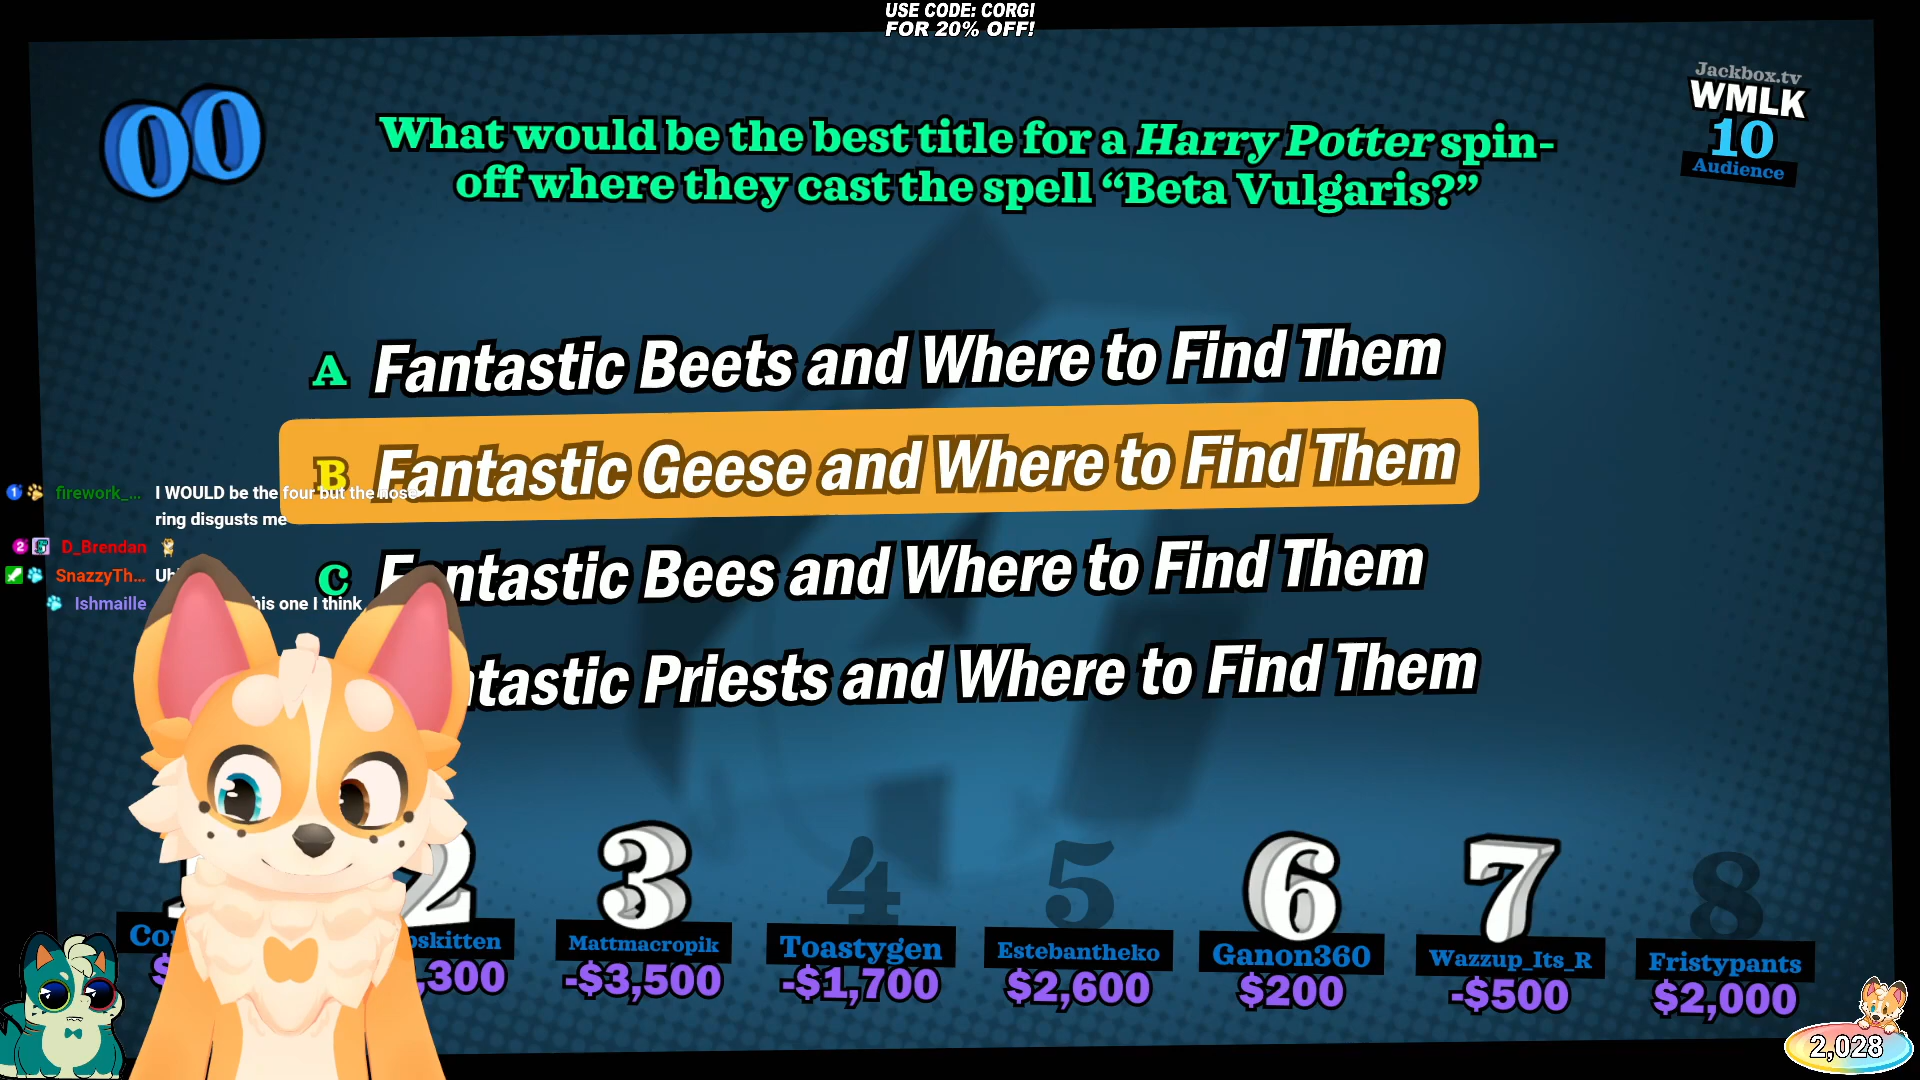 USE CODE: CORGI
FOR 20% OFF!
00
Jackbox.tv
WMLK
10
Audience
What would be the best title for a Harry Potter spin-
off where they cast the spell “Beta Vulgaris?”
A Fantastic Beets and Where to Find Them
B Fantastic Geese and Where to Find Them
C Fantastic Bees and Where to Find Them
ntastic Priests and Where to Find Them
1 firework_... I WOULD be the four but the nose
ring disgusts me
2 D_Brendan
SnazzyTh... Uh
Ishmaille his one I think
2
3
4
5
6
7
8
Co
pskitten
Mattmacropik
Toastygen
Estebantheko
Ganon360
Wazzup_Its_R
Fristypants
$
,300
-$3,500
-$1,700
$2,600
$200
-$500
$2,000
2,028